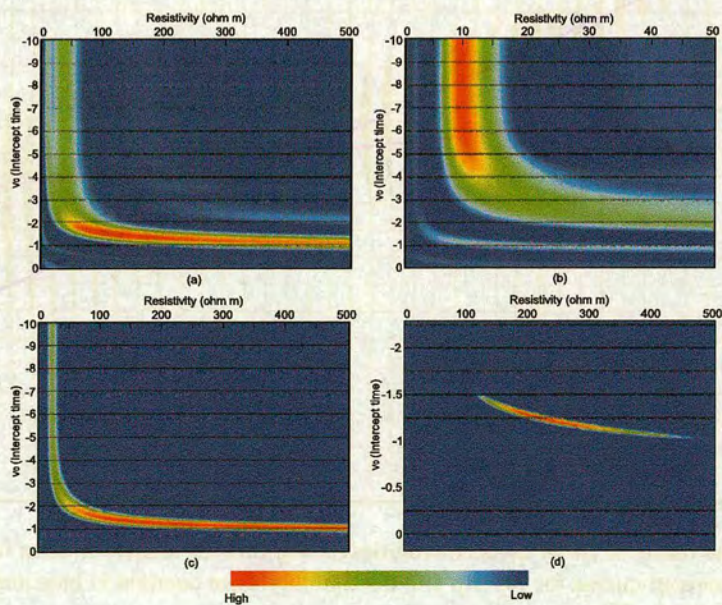 Resistivity (ohm m)
0 100 200 300 400 500
-10
-9
-8
-7
-6
-5
-4
-3
-2
-1
0
v₀ (Intercept time)
(a)
Resistivity (ohm m)
0 10 20 30 40 50
-10
-9
-8
-7
-6
-5
-4
-3
-2
-1
0
v₀ (Intercept time)
(b)
Resistivity (ohm m)
0 100 200 300 400 500
-10
-9
-8
-7
-6
-5
-4
-3
-2
-1
0
v₀ (Intercept time)
(c)
Resistivity (ohm m)
0 100 200 300 400 500
-2
-1.5
-1
-0.5
0
v₀ (Intercept time)
(d)
High
Low